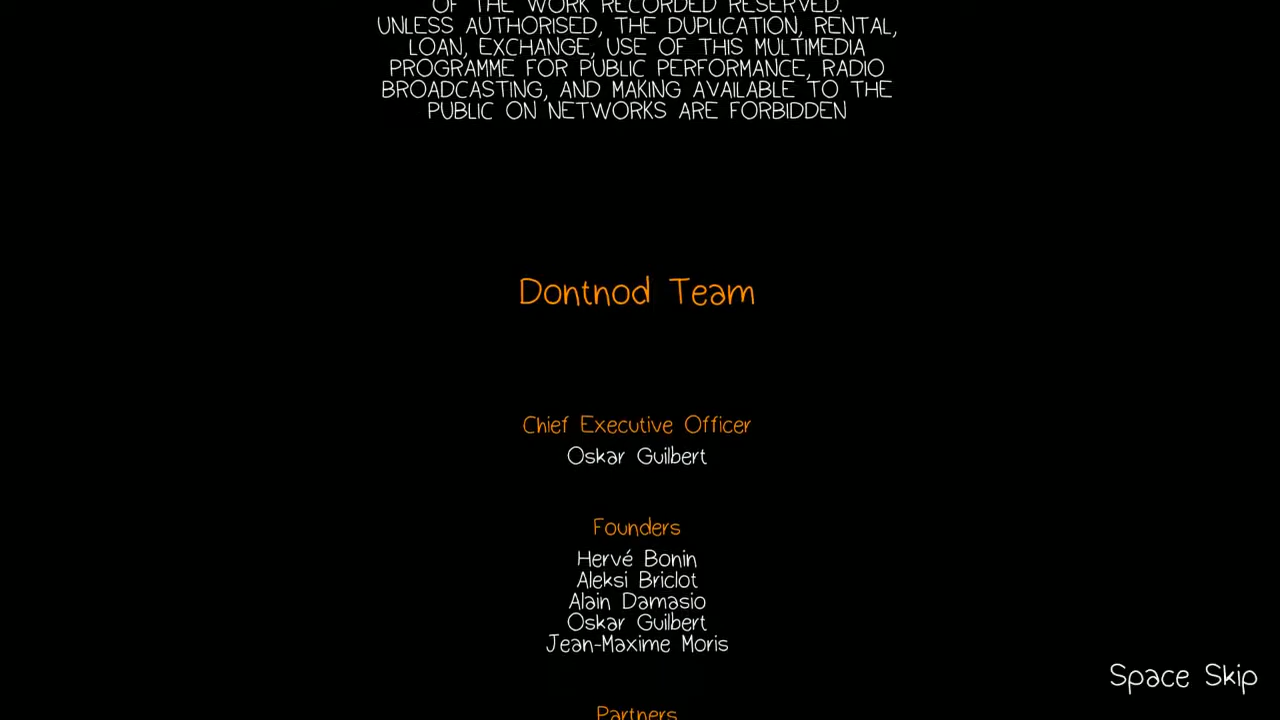 OF THE WORK RECORDED RESERVED.
UNLESS AUTHORISED, THE DUPLICATION, RENTAL,
LOAN, EXCHANGE, USE OF THIS MULTIMEDIA
PROGRAMME FOR PUBLIC PERFORMANCE, RADIO
BROADCASTING, AND MAKING AVAILABLE TO THE
PUBLIC ON NETWORKS ARE FORBIDDEN
Dontnod Team
Chief Executive Officer
Oskar Guilbert
Founders
Hervé Bonin
Aleksi Briclot
Alain Damasio
Oskar Guilbert
Jean-Maxime Moris
Partners
Space Skip